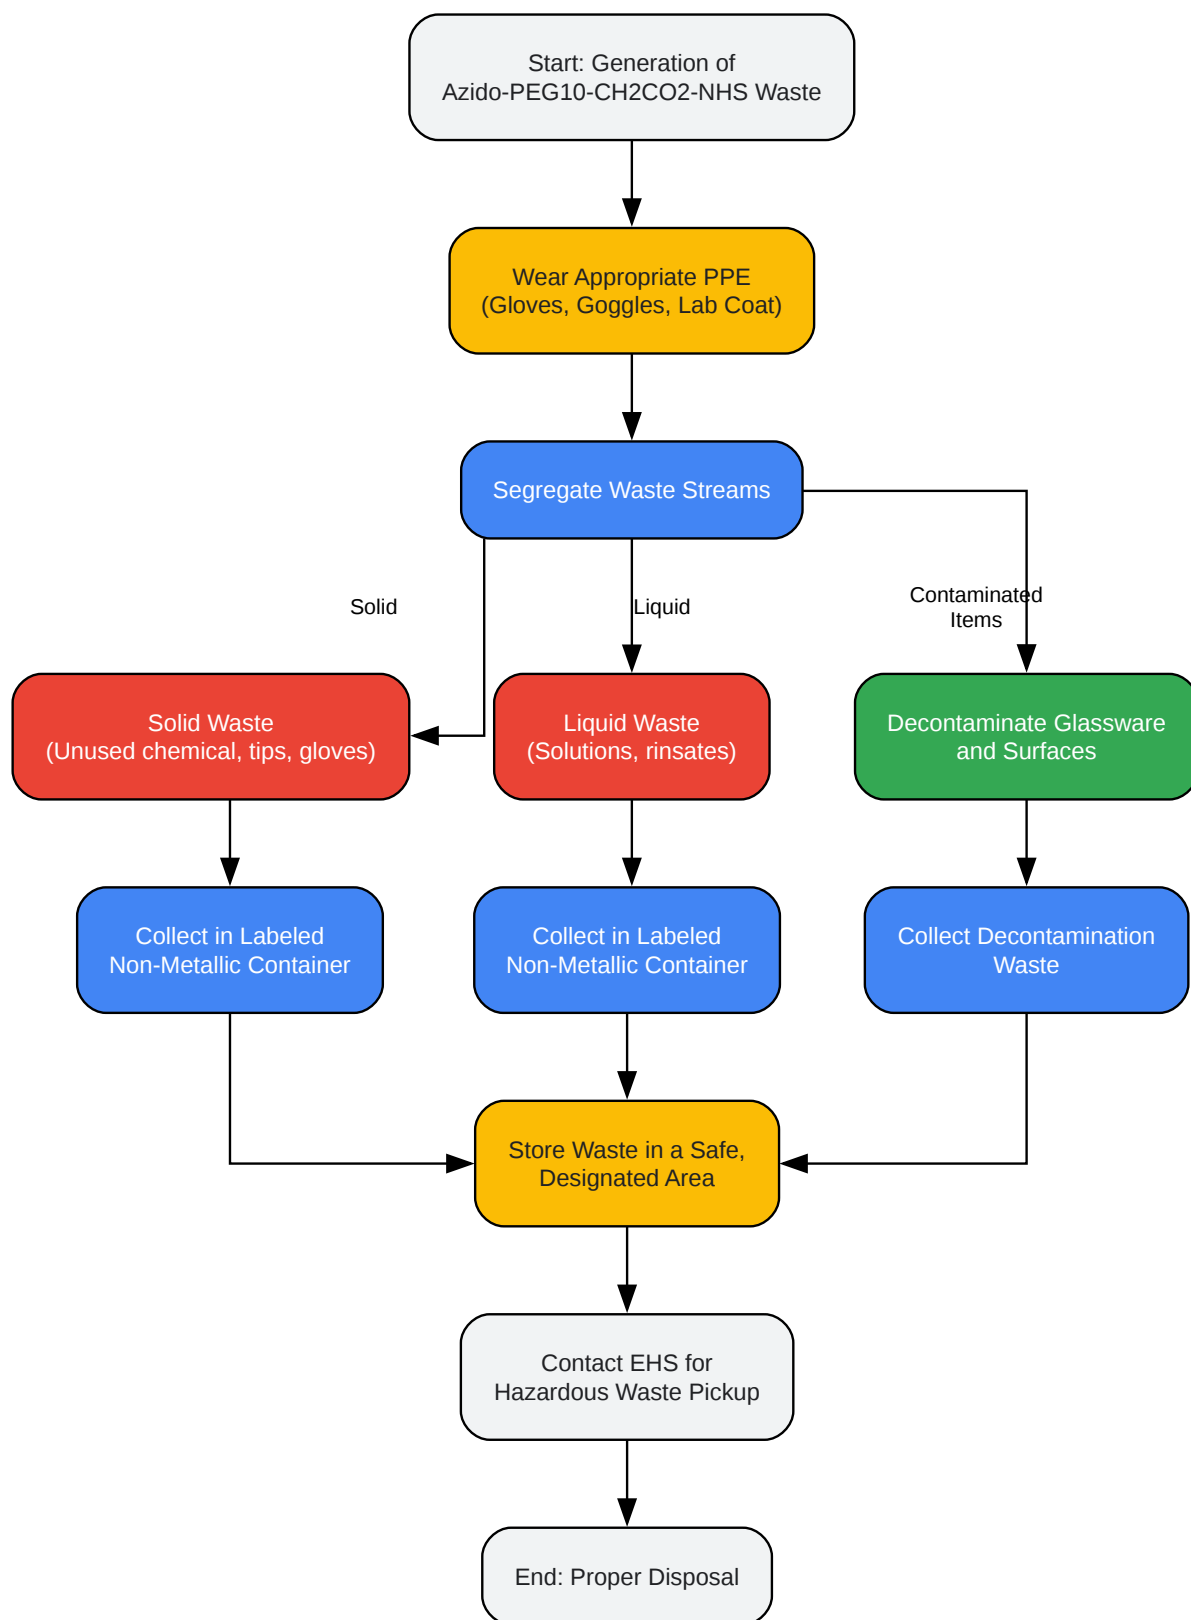 Start: Generation of
Azido-PEG10-CH2CO2-NHS Waste
Wear Appropriate PPE
(Gloves, Goggles, Lab Coat)
Segregate Waste Streams
Solid
Liquid
Contaminated
Items
Solid Waste
(Unused chemical, tips, gloves)
Liquid Waste
(Solutions, rinsates)
Decontaminate Glassware
and Surfaces
Collect in Labeled
Non-Metallic Container
Collect in Labeled
Non-Metallic Container
Collect Decontamination
Waste
Store Waste in a Safe,
Designated Area
Contact EHS for
Hazardous Waste Pickup
End: Proper Disposal